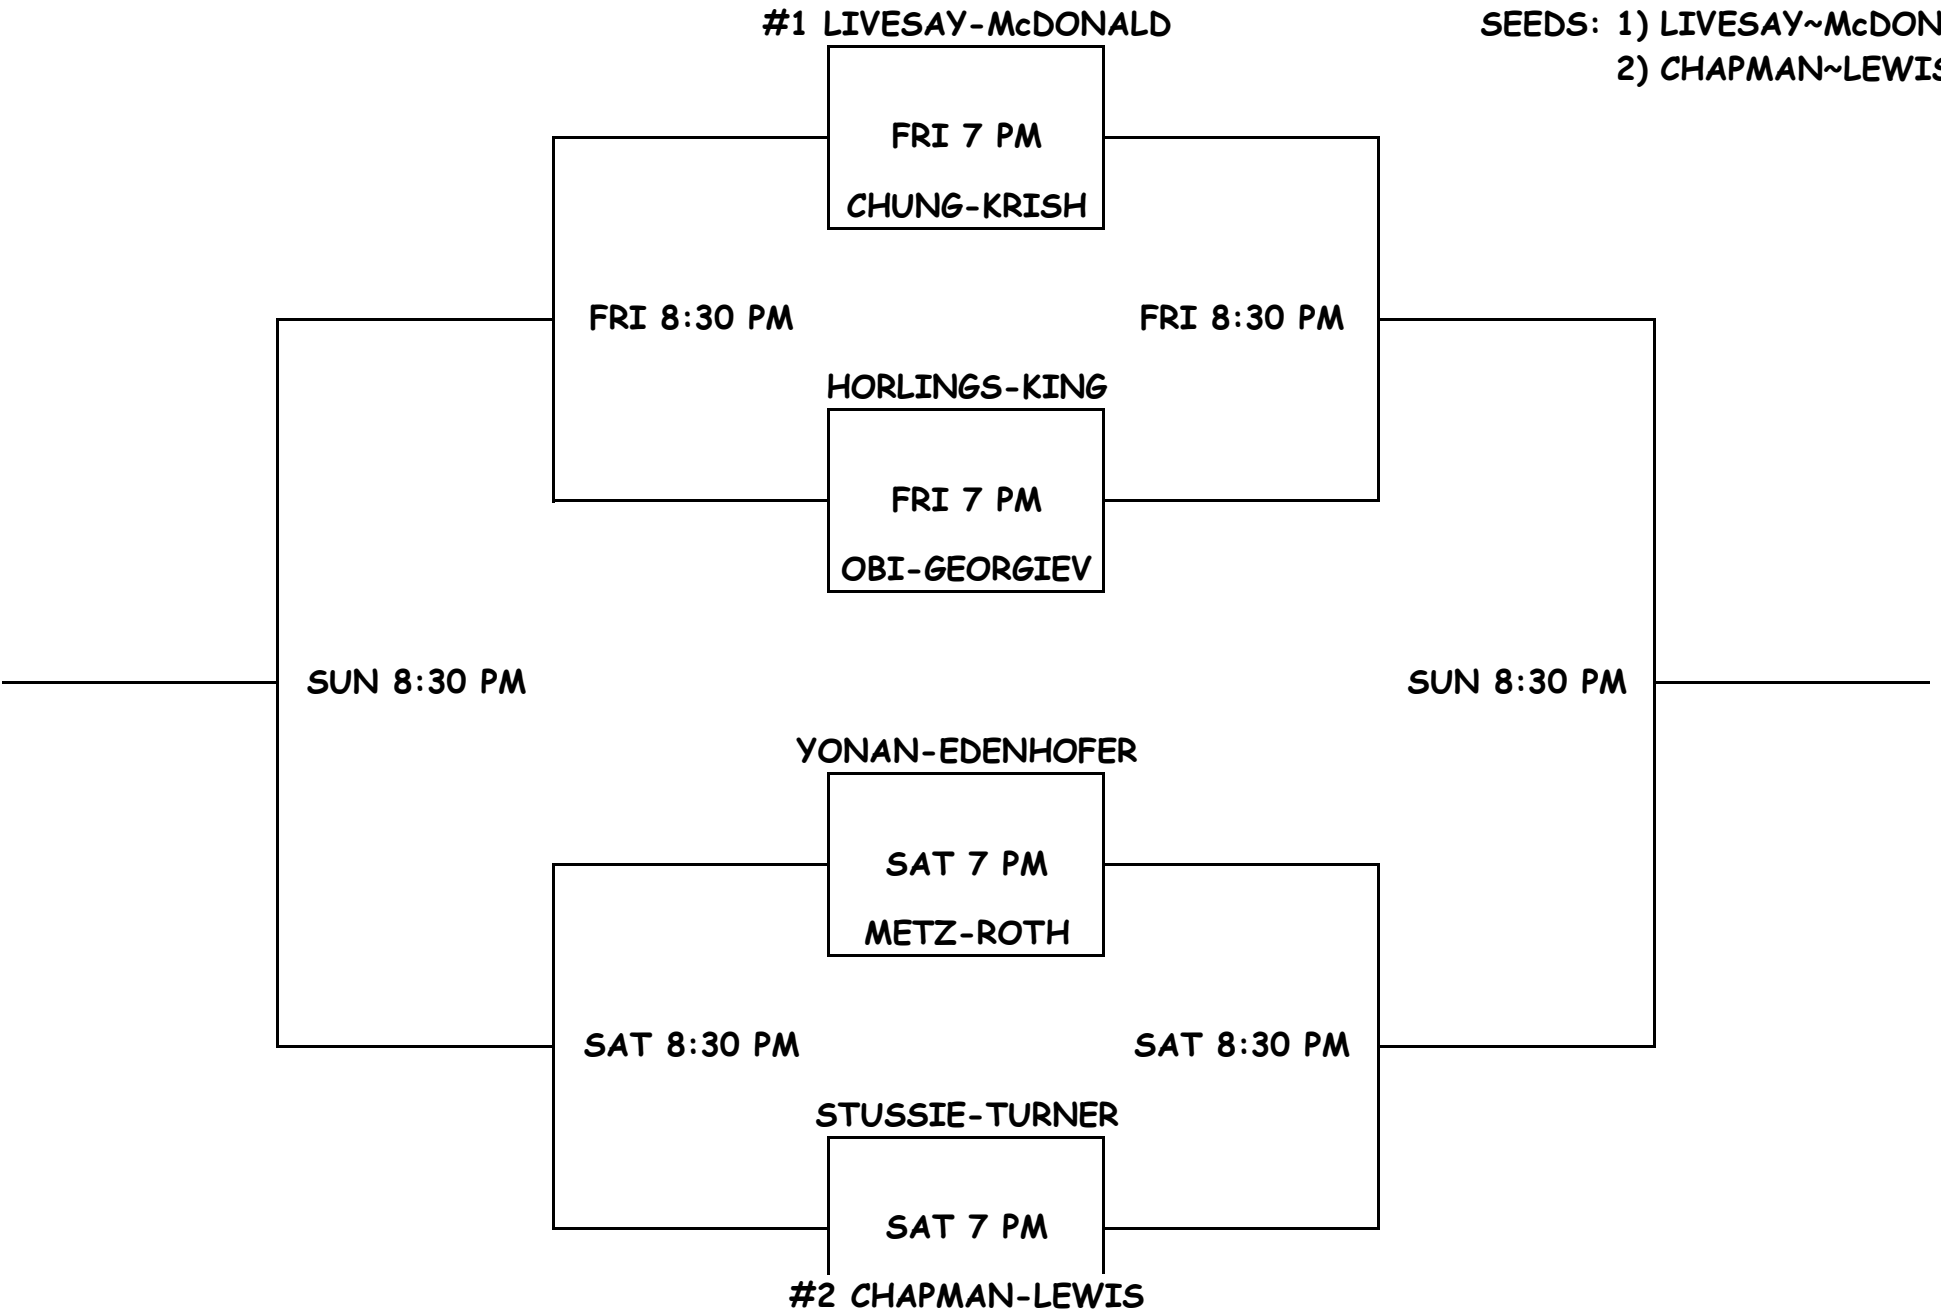 #1 LIVESAY-McDONALD
SEEDS: 1) LIVESAY~McDON
2) CHAPMAN~LEWIS
FRI 7 PM
CHUNG-KRISH
FRI 8:30 PM
FRI 8:30 PM
HORLINGS-KING
FRI 7 PM
OBI-GEORGIEV
SUN 8:30 PM
SUN 8:30 PM
YONAN-EDENHOFER
SAT 7 PM
METZ-ROTH
SAT 8:30 PM
SAT 8:30 PM
STUSSIE-TURNER
SAT 7 PM
#2 CHAPMAN-LEWIS